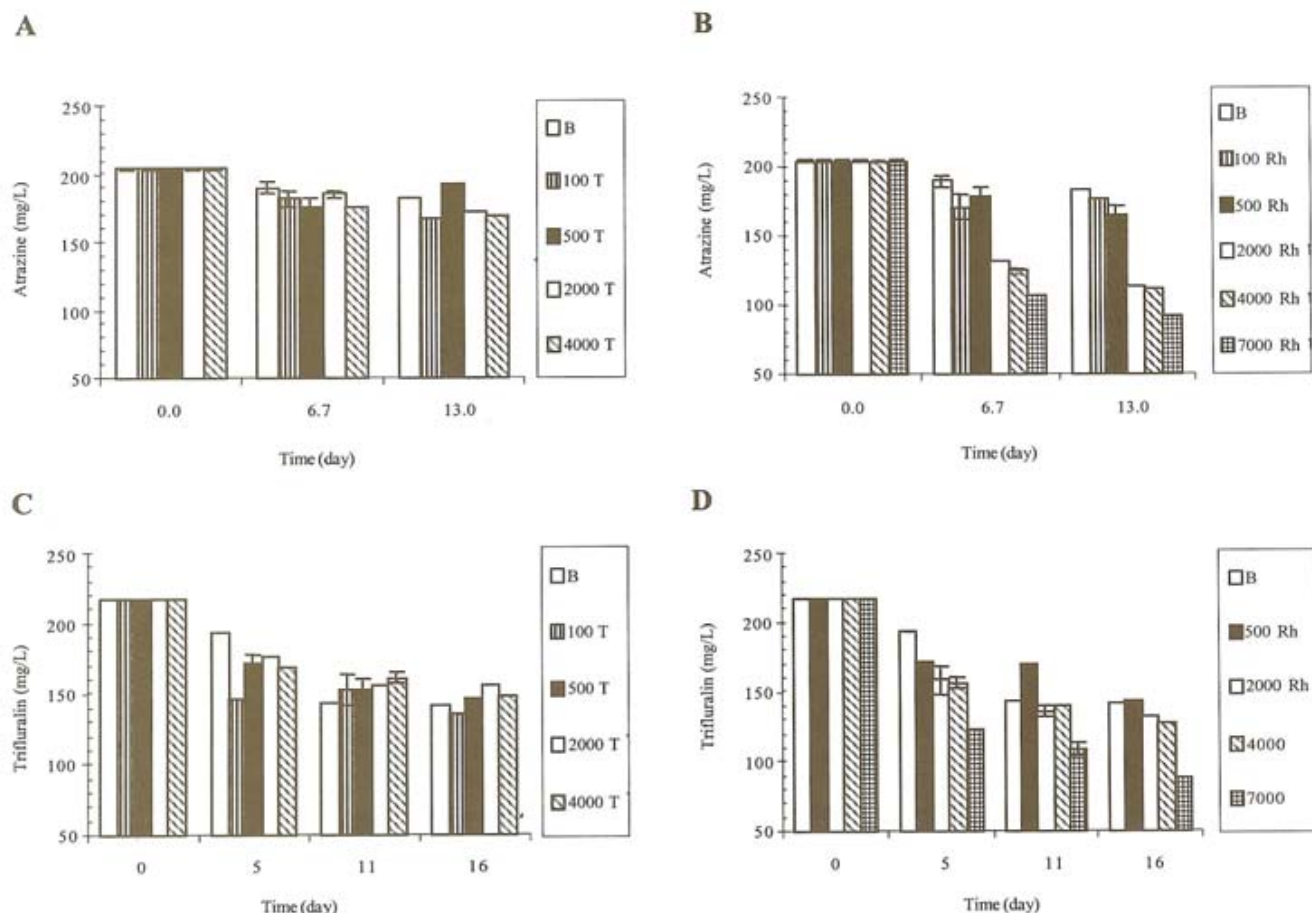 A
Atrazine (mg/L)
250
200
150
100
50
0.0 6.7 13.0
Time (day)
B
100 T
500 T
2000 T
4000 T
B
Atrazine (mg/L)
250
200
150
100
50
0.0 6.7 13.0
Time (day)
B
100 Rh
500 Rh
2000 Rh
4000 Rh
7000 Rh
C
Trifluralin (mg/L)
250
200
150
100
50
0 5 11 16
Time (day)
B
100 T
500 T
2000 T
4000 T
D
Trifluralin (mg/L)
250
200
150
100
50
0 5 11 16
Time (day)
B
500 Rh
2000 Rh
4000
7000